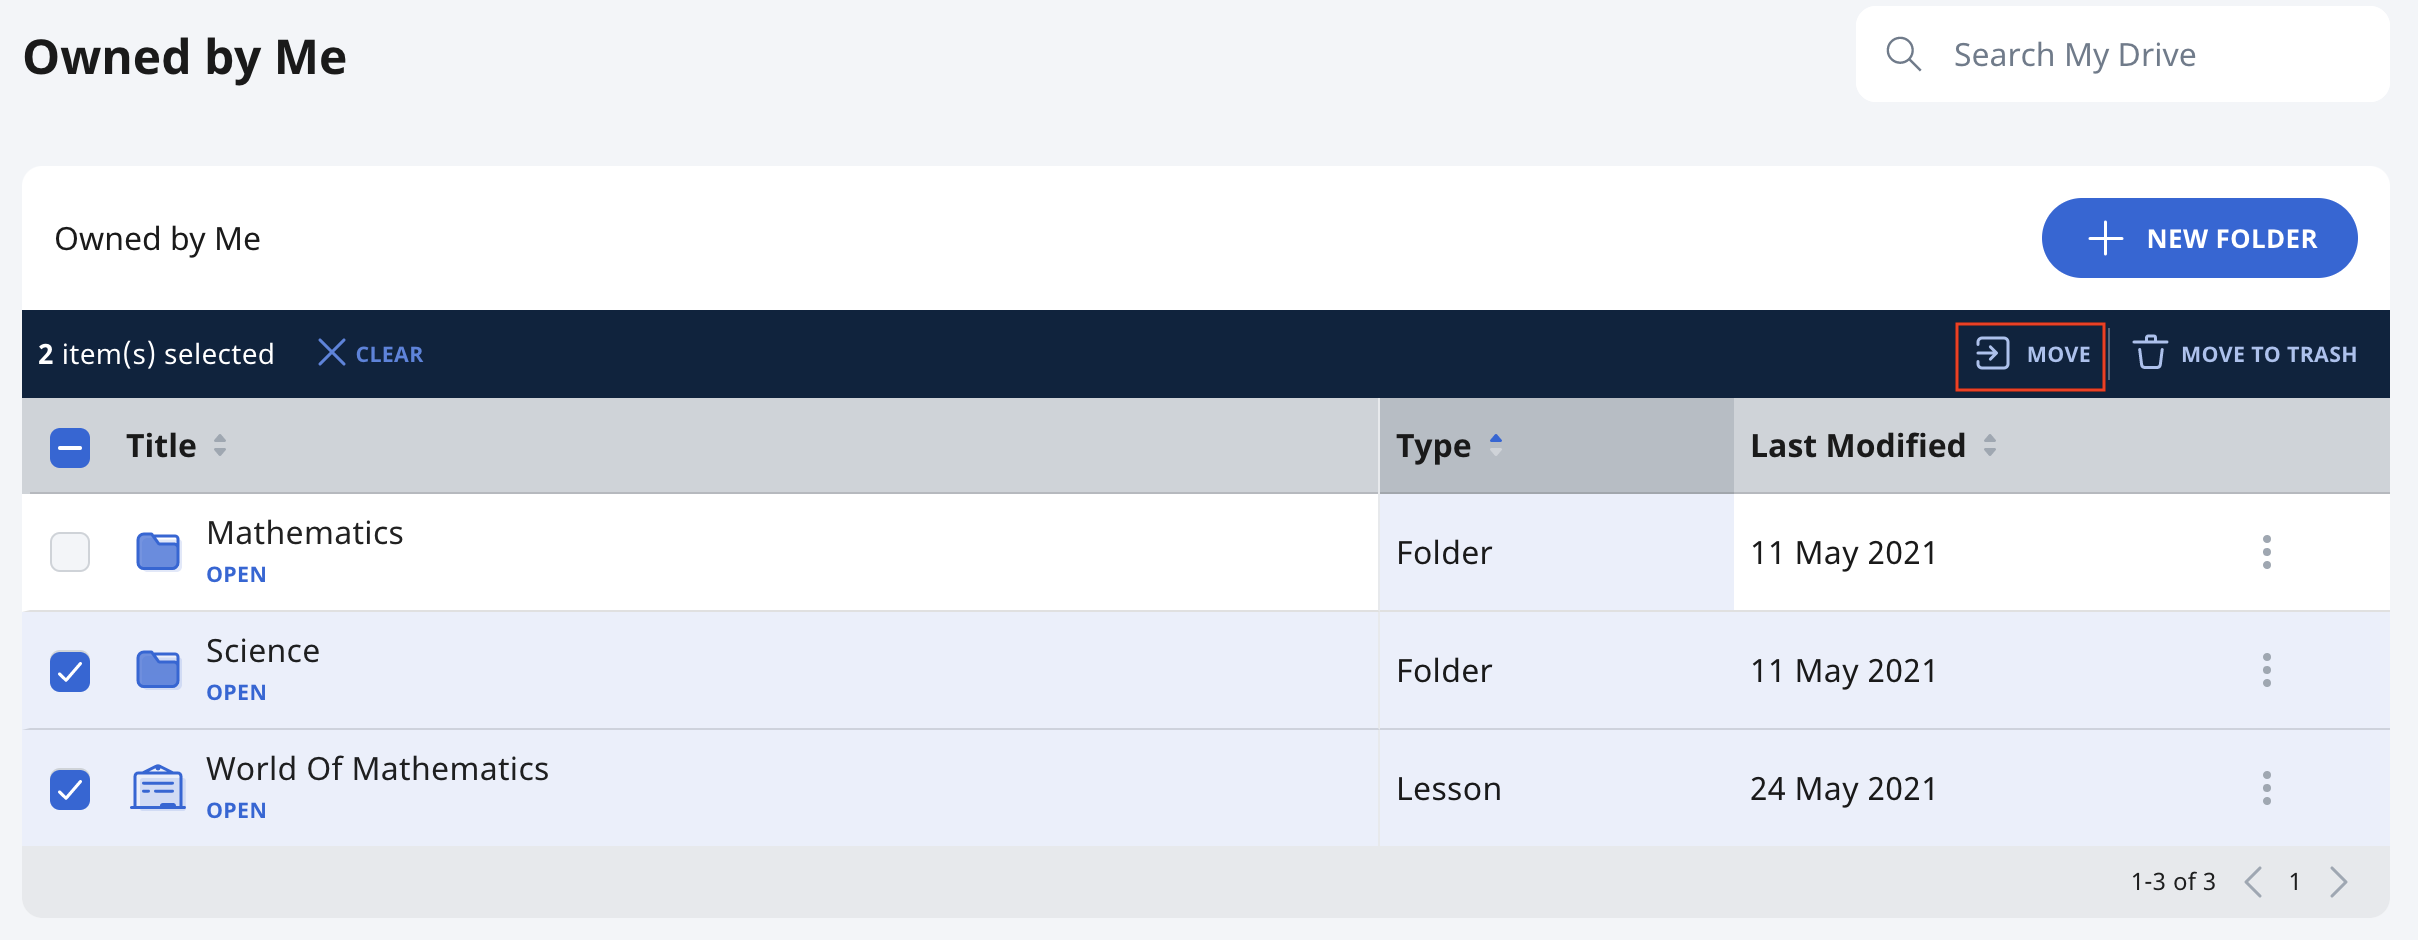 Owned by Me
Search My Drive
Owned by Me
NEW FOLDER
2 item(s) selected CLEAR MOVE MOVE TO TRASH
Title Type Last Modified
Mathematics
OPEN
Folder 11 May 2021
Science
OPEN
Folder 11 May 2021
World Of Mathematics
OPEN
Lesson 24 May 2021
1-3 of 3 1